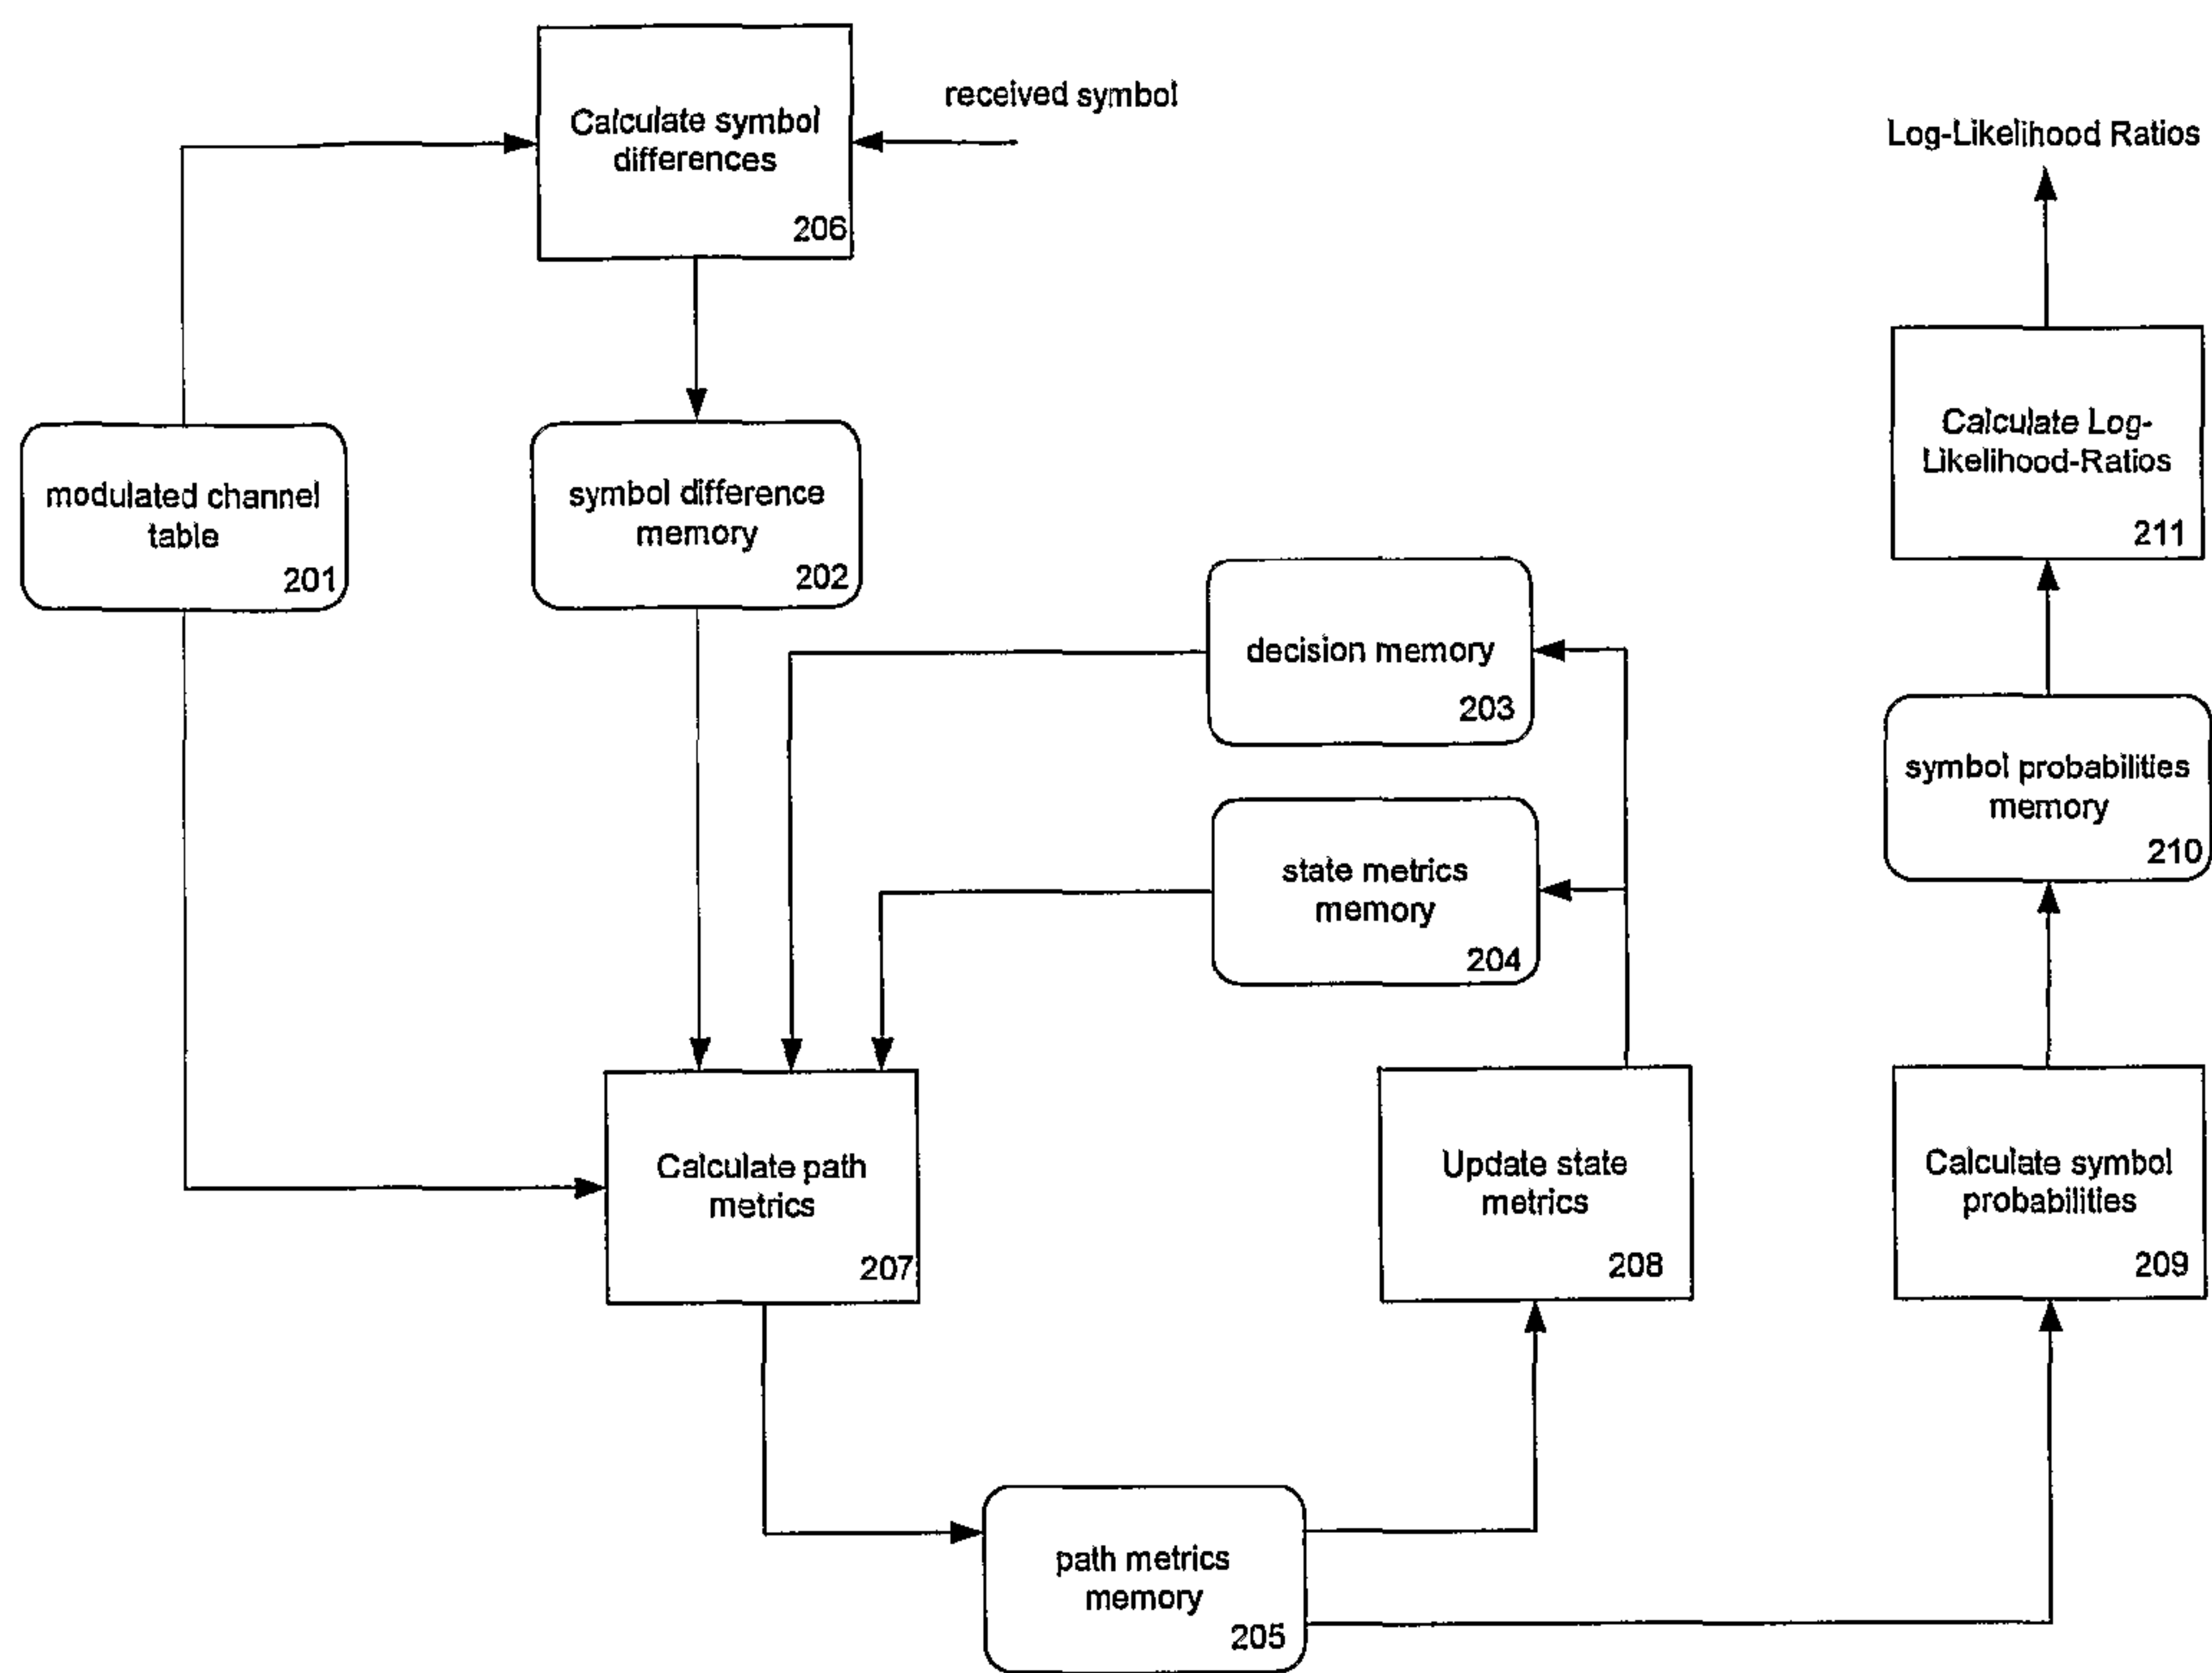 Calculate symbol
differences
206
received symbol
Log-Likelihood Ratios
Calculate Log-
Likelihood-Ratios
211
modulated channel
table
201
symbol difference
memory
202
decision memory
203
symbol probabilities
memory
210
state metrics
memory
204
Calculate path
metrics
207
Update state
metrics
208
Calculate symbol
probabilities
209
path metrics
memory
205